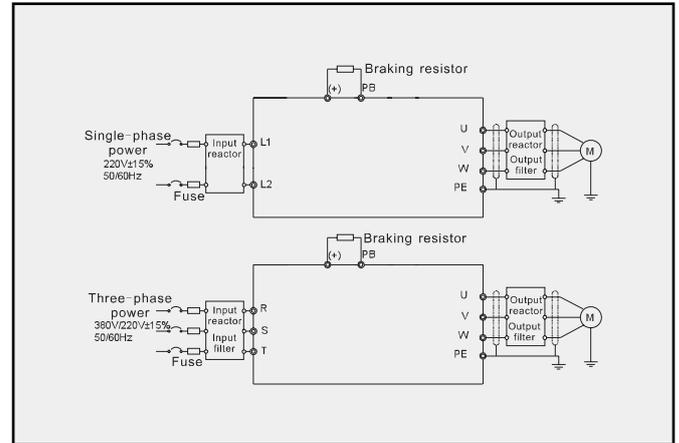 Braking resistor
(+) PB
Single-phase
power
220V±15%
50/60Hz
Fuse
Input
reactor
L1
L2
U
V
W
PE
Output
reactor
Output
filter
M
Braking resistor
(+) PB
Three-phase
power
380V/220V±15%
50/60Hz
Fuse
Input
reactor
Input
filter
R
S
T
U
V
W
PE
Output
reactor
Output
filter
M